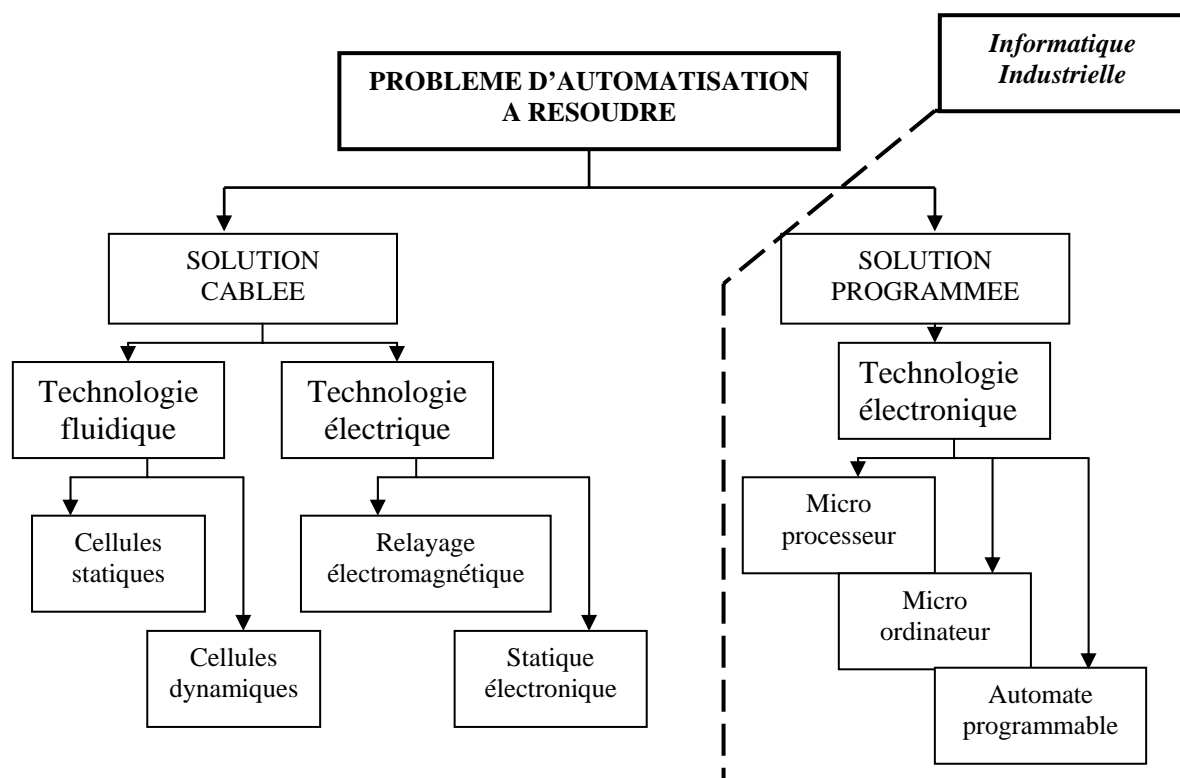 Informatique
Industrielle
PROBLEME D'AUTOMATISATION
A RESOUDRE
SOLUTION
CABLEE
SOLUTION
PROGRAMMEE
Technologie
fluidique
Technologie
électrique
Technologie
électronique
Micro
processeur
Cellules
statiques
Relayage
électromagnétique
Micro
ordinateur
Cellules
dynamiques
Statique
électronique
Automate
programmable